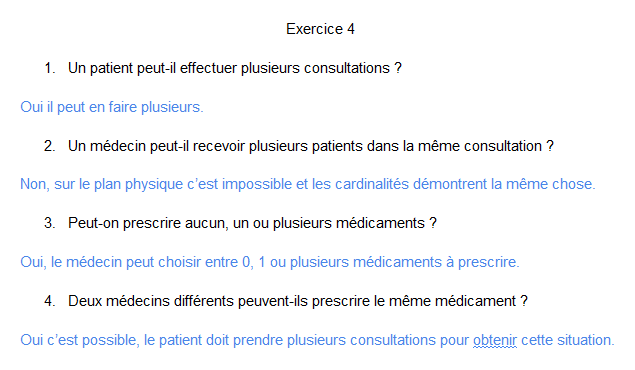 Exercice 4
1. Un patient peut-il effectuer plusieurs consultations ?
Oui il peut en faire plusieurs.
2. Un médecin peut-il recevoir plusieurs patients dans la même consultation ?
Non, sur le plan physique c’est impossible et les cardinalités démontrent la même chose.
3. Peut-on prescrire aucun, un ou plusieurs médicaments ?
Oui, le médecin peut choisir entre 0, 1 ou plusieurs médicaments à prescrire.
4. Deux médecins différents peuvent-ils prescrire le même médicament ?
Oui c’est possible, le patient doit prendre plusieurs consultations pour obtenir cette situation.